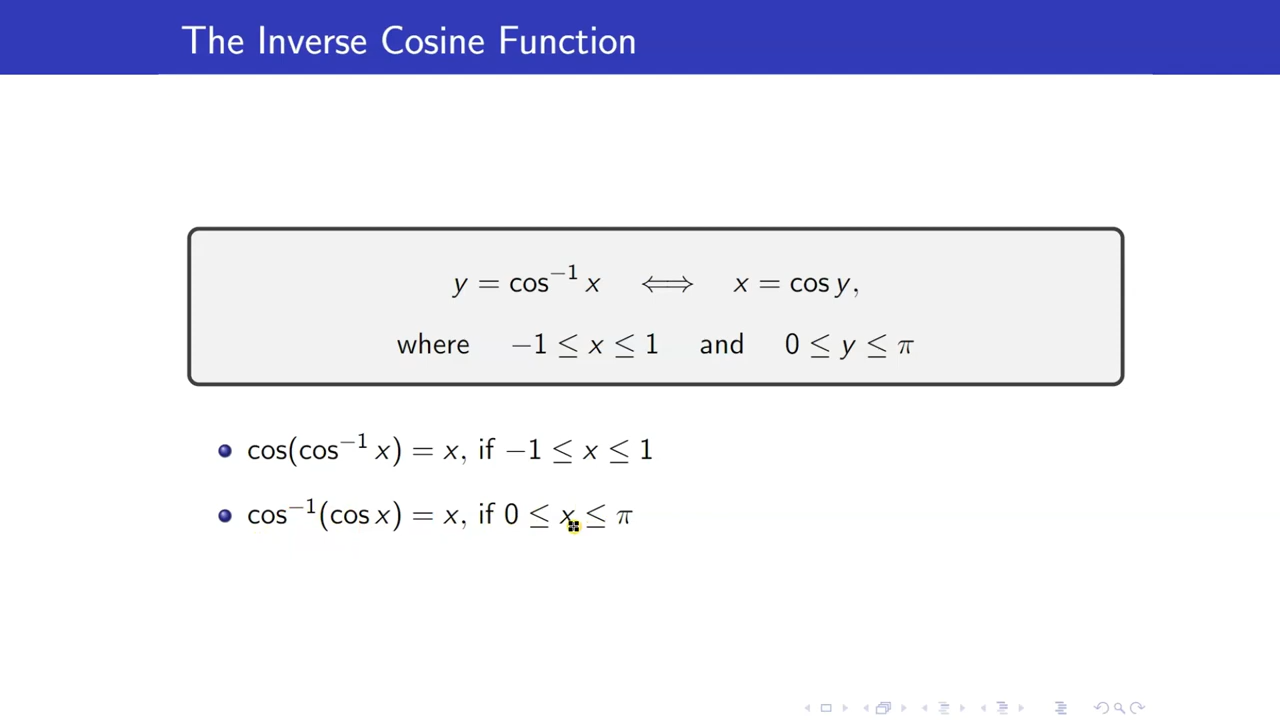 The Inverse Cosine Function
y = cos⁻¹ x ⟺ x = cos y,
where −1 ≤ x ≤ 1 and 0 ≤ y ≤ π
cos(cos⁻¹ x) = x, if −1 ≤ x ≤ 1
cos⁻¹(cos x) = x, if 0 ≤ x ≤ π